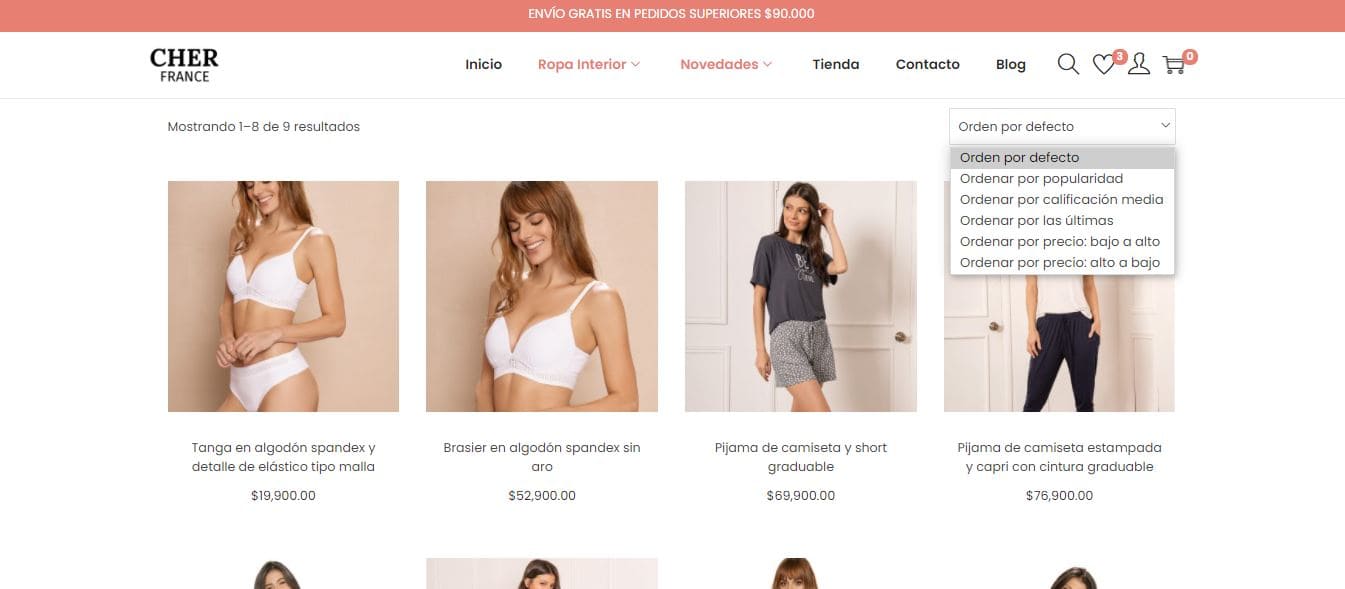 ENVÍO GRATIS EN PEDIDOS SUPERIORES $90.000
CHER
FRANCE
Inicio
Ropa Interior
Novedades
Tienda
Contacto
Blog
3
0
Mostrando 1–8 de 9 resultados
Orden por defecto
Orden por defecto
Ordenar por popularidad
Ordenar por calificación media
Ordenar por las últimas
Ordenar por precio: bajo a alto
Ordenar por precio: alto a bajo
BE
Tanga en algodón spandex y
detalle de elástico tipo malla
$19,900.00
Brasier en algodón spandex sin
aro
$52,900.00
Pijama de camiseta y short
graduable
$69,900.00
Pijama de camiseta estampada
y capri con cintura graduable
$76,900.00